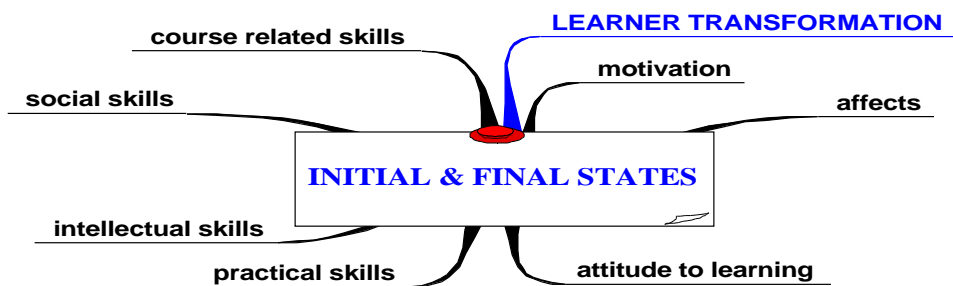 LEARNER TRANSFORMATION
course related skills
motivation
social skills
affects
INITIAL & FINAL STATES
intellectual skills
practical skills
attitude to learning